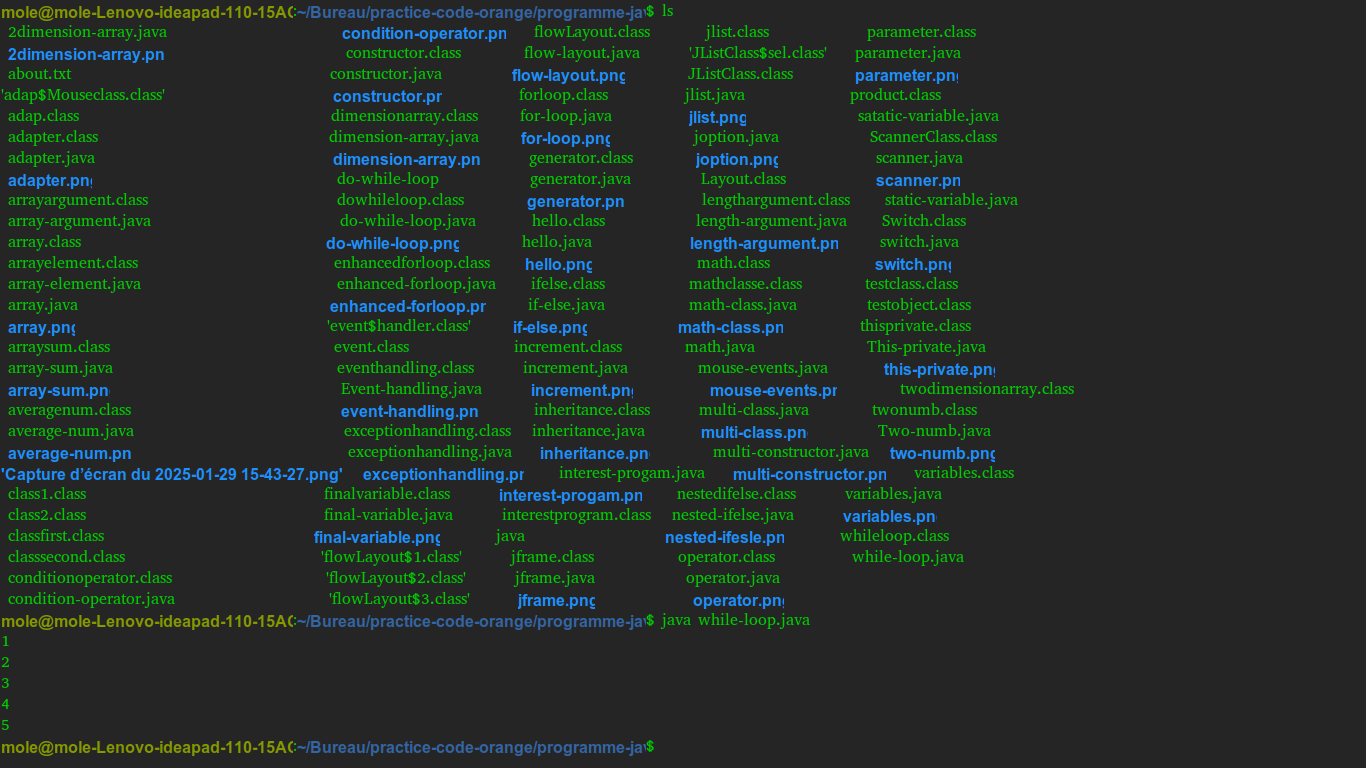 mole@mole-Lenovo-ideapad-110-15AC:~/Bureau/practice-code-orange/programme-jav$ ls
2dimension-array.java condition-operator.pn flowLayout.class jlist.class parameter.class
2dimension-array.pn constructor.class flow-layout.java 'JListClass$sel.class' parameter.java
about.txt constructor.java flow-layout.png JListClass.class parameter.png
'adap$Mouseclass.class' constructor.pr forloop.class jlist.java product.class
adap.class dimensionarray.class for-loop.java jlist.png satatic-variable.java
adapter.class dimension-array.java for-loop.png joption.java ScannerClass.class
adapter.java dimension-array.pn generator.class joption.png scanner.java
adapter.png do-while-loop generator.java Layout.class scanner.pn
arrayargument.class dowhileloop.class generator.pn lengthargument.class static-variable.java
array-argument.java do-while-loop.java hello.class length-argument.java Switch.class
array.class do-while-loop.png hello.java length-argument.pn switch.java
arrayelement.class enhancedforloop.class hello.png math.class switch.png
array-element.java enhanced-forloop.java ifelse.class mathclasse.class testclass.class
array.java enhanced-forloop.pr if-else.java math-class.java testobject.class
array.png 'event$handler.class' if-else.png math-class.pn thisprivate.class
arraysum.class event.class increment.class math.java This-private.java
array-sum.java eventhandling.class increment.java mouse-events.java this-private.png
array-sum.pn Event-handling.java increment.png mouse-events.pr twodimensionarray.class
averagenum.class event-handling.pn inheritance.class multi-class.java twonumb.class
average-num.java exceptionhandling.class inheritance.java multi-class.pn Two-numb.java
average-num.pn exceptionhandling.java inheritance.pn multi-constructor.java two-numb.png
'Capture d’écran du 2025-01-29 15-43-27.png' exceptionhandling.pr interest-progam.java multi-constructor.pn variables.class
class1.class finalvariable.class interest-progam.pn nestedifelse.class variables.java
class2.class final-variable.java interestprogram.class nested-ifelse.java variables.pn
classfirst.class final-variable.png java nested-ifesle.pn whileloop.class
classsecond.class 'flowLayout$1.class' jframe.class operator.class while-loop.java
conditionoperator.class 'flowLayout$2.class' jframe.java operator.java
condition-operator.java 'flowLayout$3.class' jframe.png operator.png
mole@mole-Lenovo-ideapad-110-15AC:~/Bureau/practice-code-orange/programme-jav$ java while-loop.java
1
2
3
4
5
mole@mole-Lenovo-ideapad-110-15AC:~/Bureau/practice-code-orange/programme-jav$